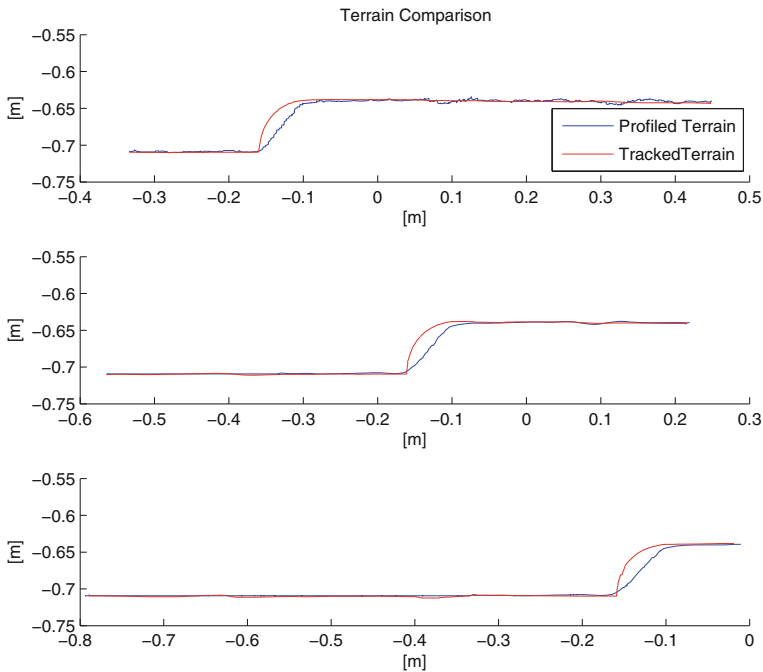 Terrain Comparison
−0.55
−0.6
−0.65
−0.7
−0.75
[m]
Profiled Terrain
TrackedTerrain
−0.4 −0.3 −0.2 −0.1 0 0.1 0.2 0.3 0.4 0.5
[m]
−0.55
−0.6
−0.65
−0.7
−0.75
[m]
−0.6 −0.5 −0.4 −0.3 −0.2 −0.1 0 0.1 0.2 0.3
[m]
−0.55
−0.6
−0.65
−0.7
−0.75
[m]
−0.8 −0.7 −0.6 −0.5 −0.4 −0.3 −0.2 −0.1 0
[m]